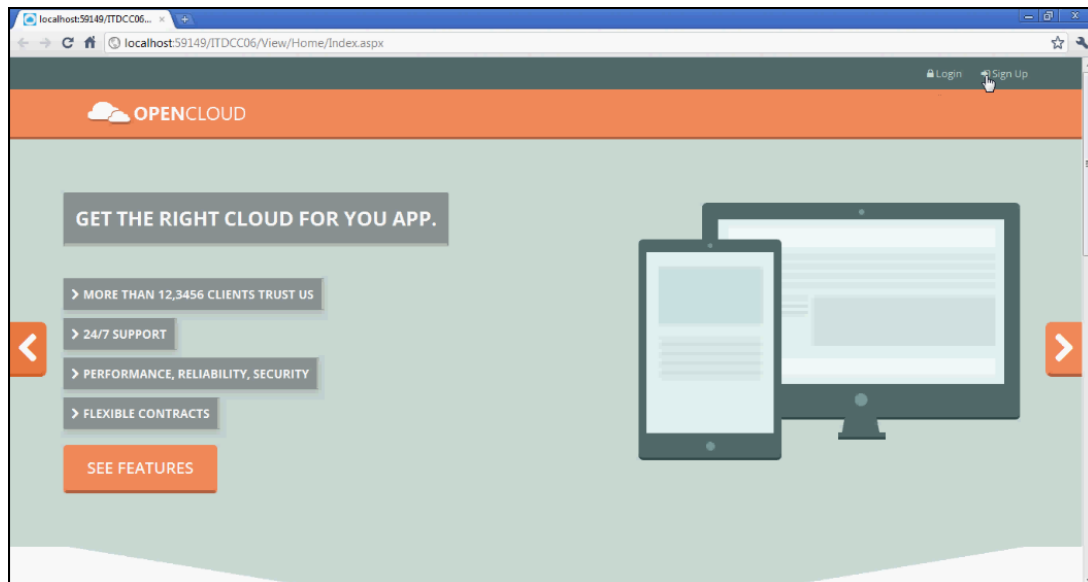 localhost:59149/ITDCC06...
localhost:59149/ITDCC06/View/Home/Index.aspx
Login Sign Up
OPENCLOUD
GET THE RIGHT CLOUD FOR YOU APP.
MORE THAN 12,3456 CLIENTS TRUST US
24/7 SUPPORT
PERFORMANCE, RELIABILITY, SECURITY
FLEXIBLE CONTRACTS
SEE FEATURES